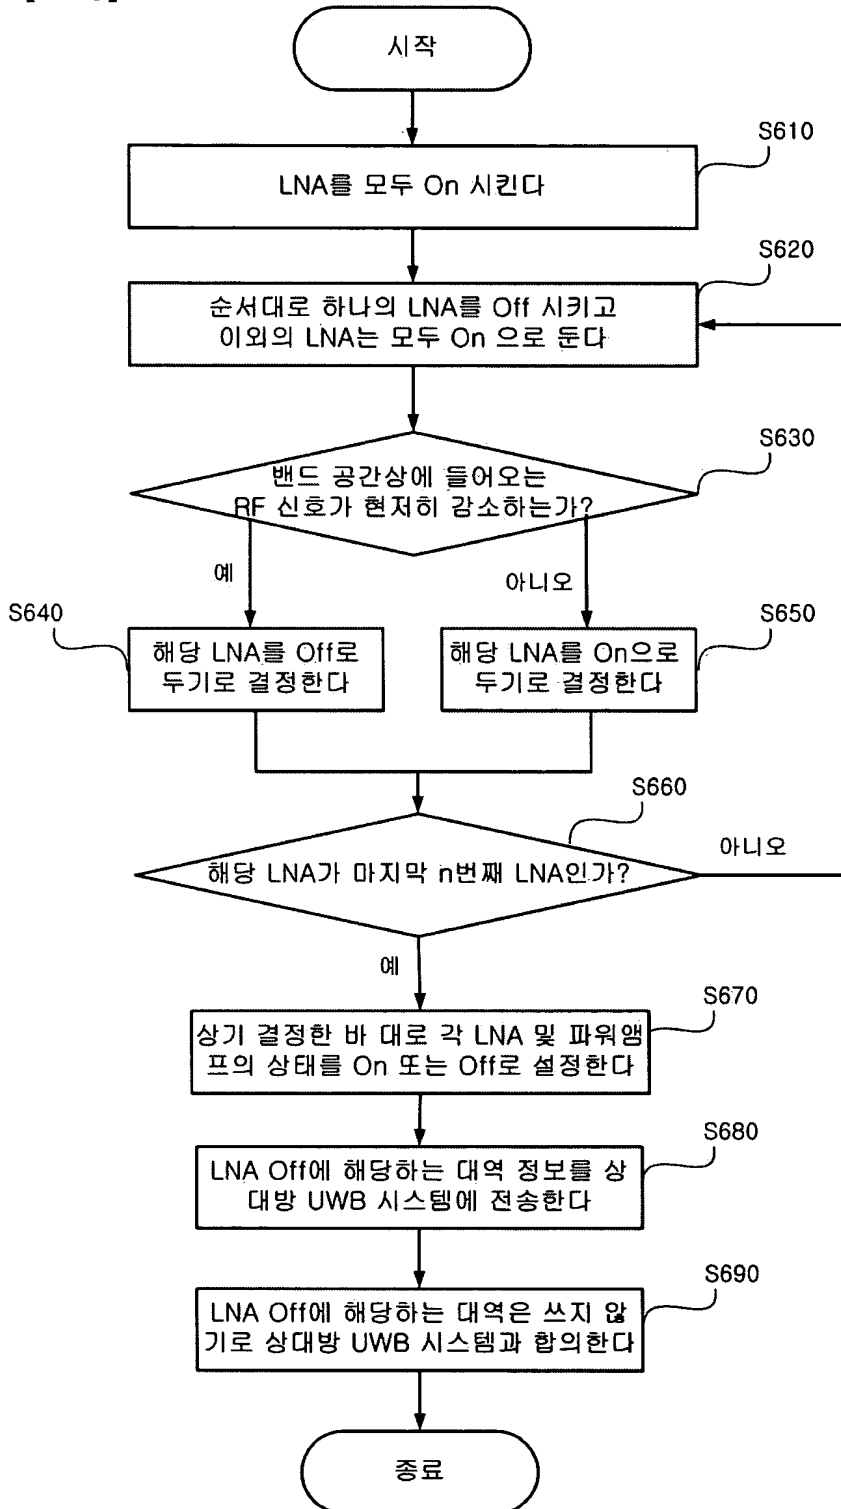 시작
S610
LNA를 모두 On 시킨다
S620
순서대로 하나의 LNA를 Off 시키고
이외의 LNA는 모두 On 으로 둔다
S630
밴드 공간상에 들어오는
RF 신호가 현저히 감소하는가?
예
아니오
S640
해당 LNA를 Off로
두기로 결정한다
S650
해당 LNA를 On으로
두기로 결정한다
S660
해당 LNA가 마지막 n번째 LNA인가?
아니오
예
S670
상기 결정한 바 대로 각 LNA 및 파워앰
프의 상태를 On 또는 Off로 설정한다
S680
LNA Off에 해당하는 대역 정보를 상
대방 UWB 시스템에 전송한다
S690
LNA Off에 해당하는 대역은 쓰지 않
기로 상대방 UWB 시스템과 합의한다
종료